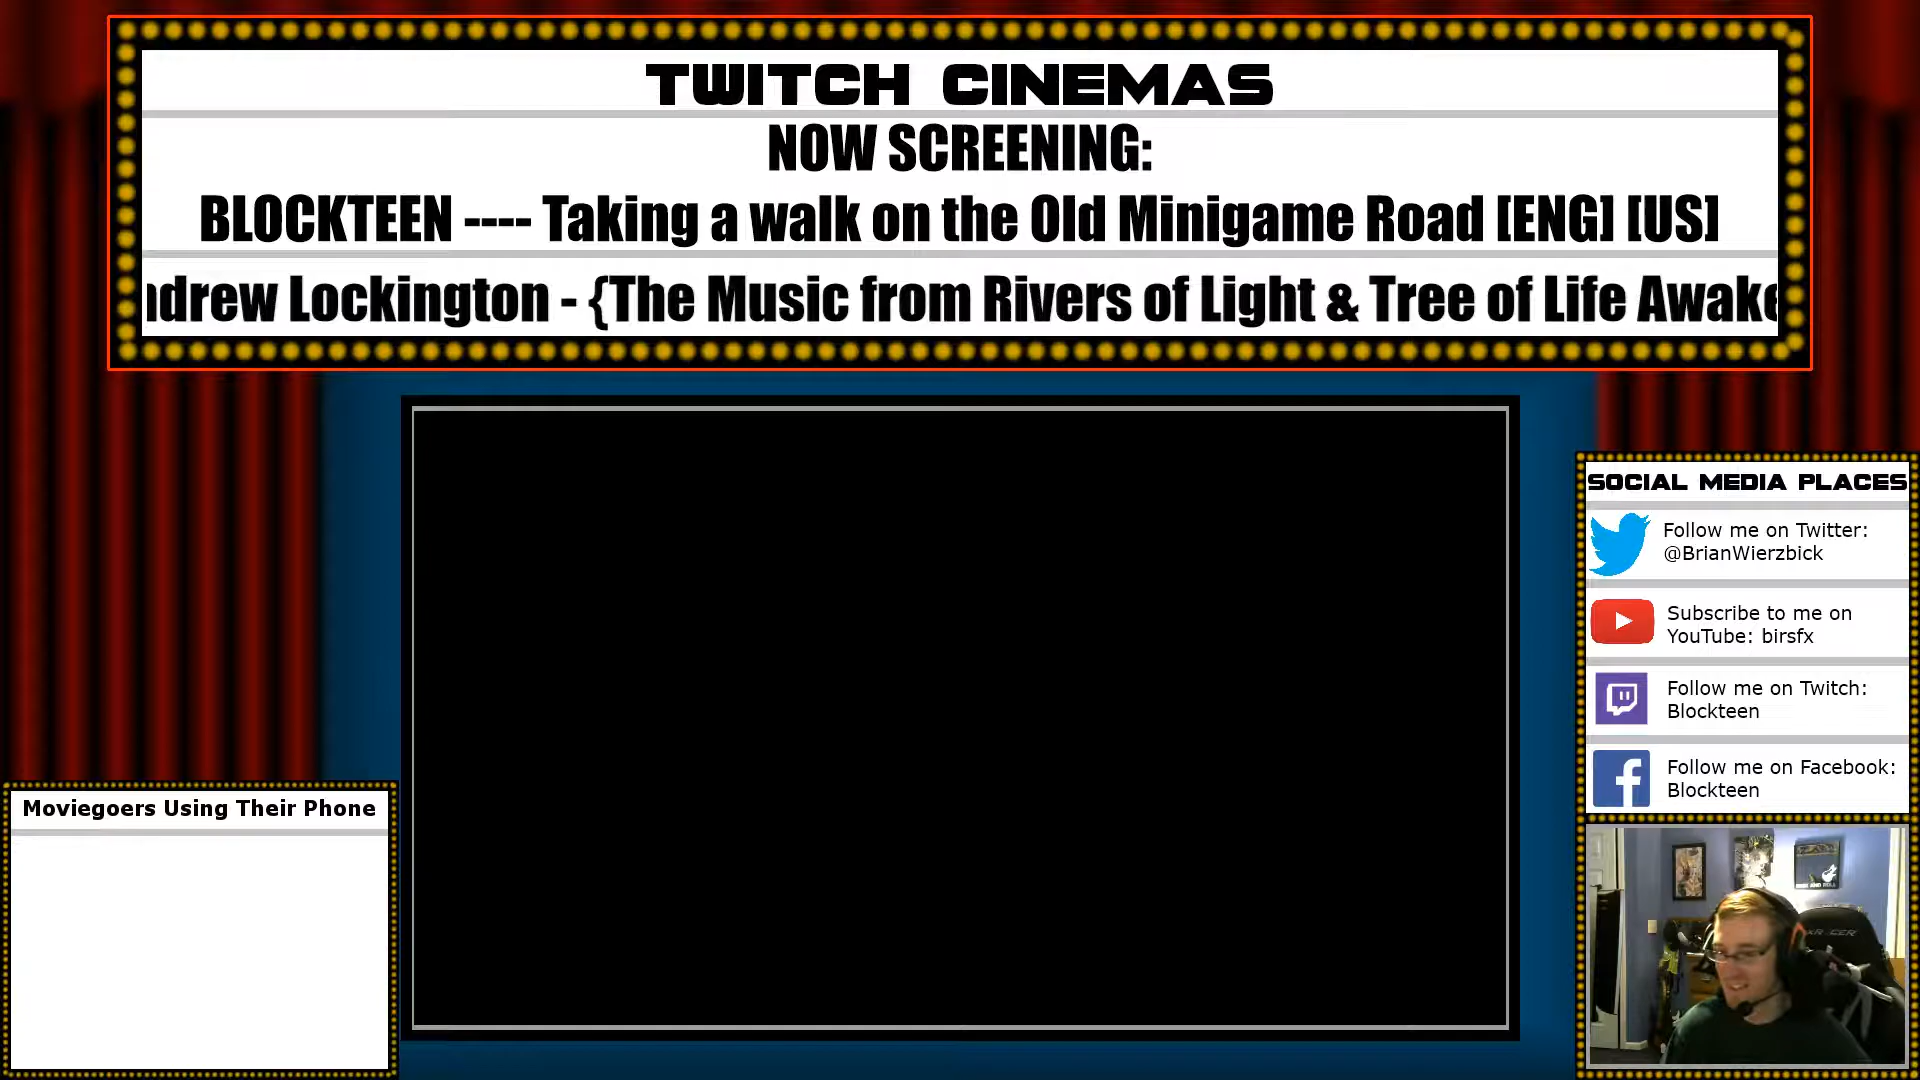 TWITCH CINEMAS
NOW SCREENING:
BLOCKTEEN ---- Taking a walk on the Old Minigame Road [ENG] [US]
ndrew Lockington - {The Music from Rivers of Light & Tree of Life Awake
SOCIAL MEDIA PLACES
Follow me on Twitter:
@BrianWierzbick
Subscribe to me on
YouTube: birsfx
Follow me on Twitch:
Blockteen
Follow me on Facebook:
Blockteen
Moviegoers Using Their Phone